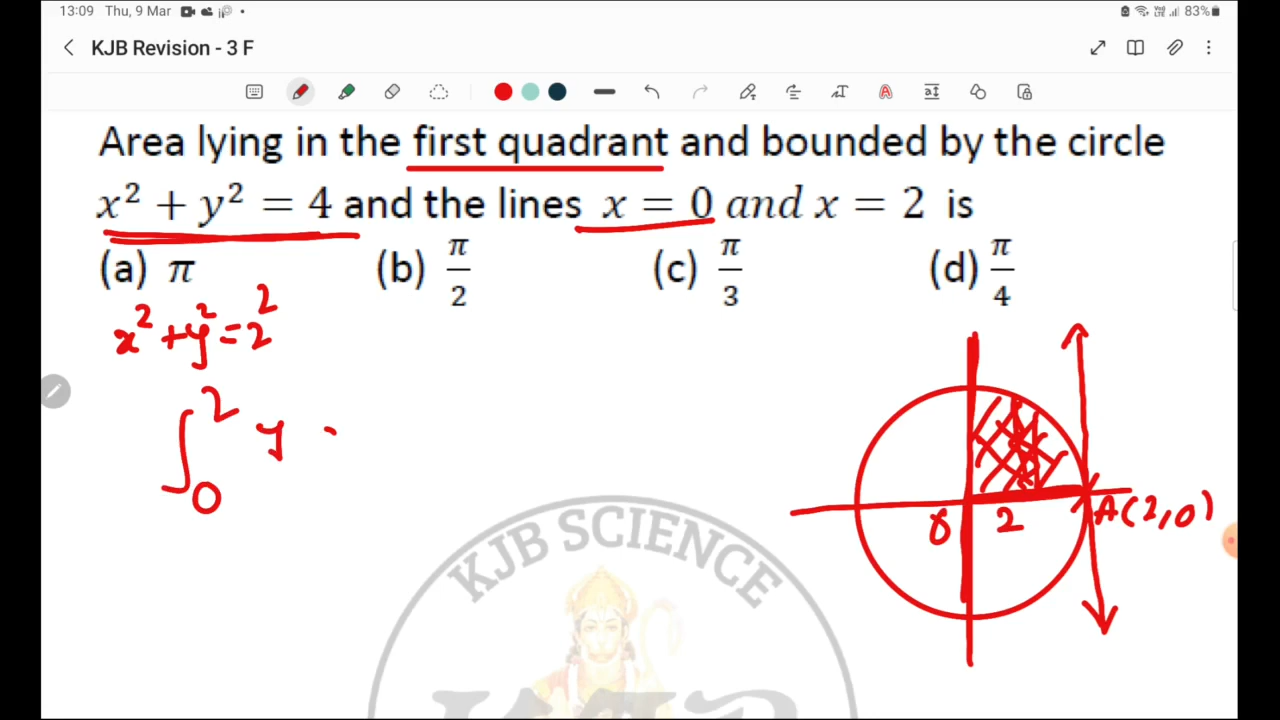 13:09 Thu, 9 Mar
83%
KJB Revision - 3 F
Area lying in the first quadrant and bounded by the circle
x² + y² = 4 and the lines x = 0 and x = 2 is
(a) π (b) π/2 (c) π/3 (d) π/4
x² + y² = 2²
∫₀² y
0 2 A(2,0)
KJB SCIENCE